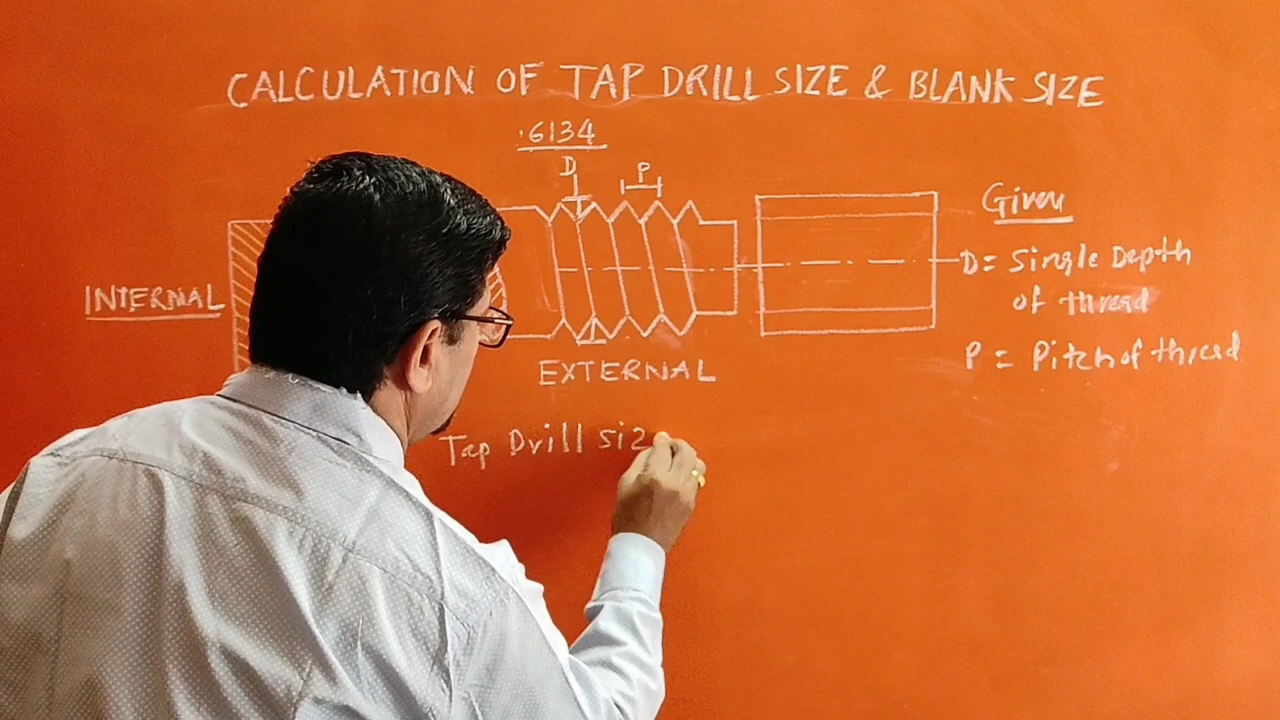 CALCULATION OF TAP DRILL SIZE & BLANK SIZE
.6134
D
P
Given
D= Single Depth
of thread
INTERNAL
P = Pitch of thread
EXTERNAL
Tap Drill siz